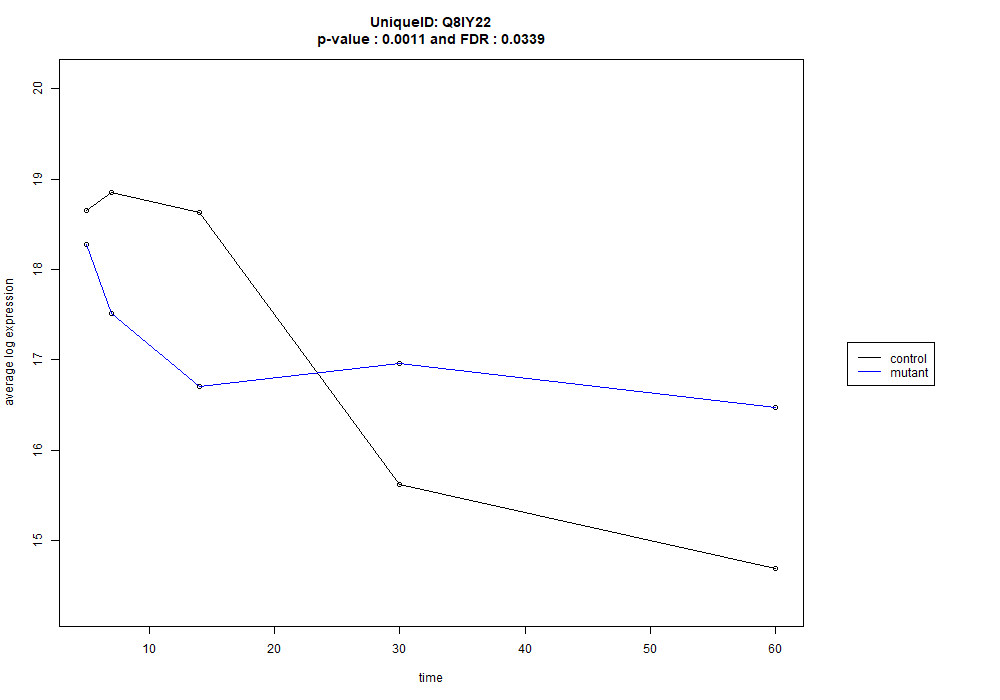 UniqueID: Q8IY22
p-value : 0.0011 and FDR : 0.0339
average log expression
20
19
18
17
16
15
10
20
30
40
50
60
time
control
mutant